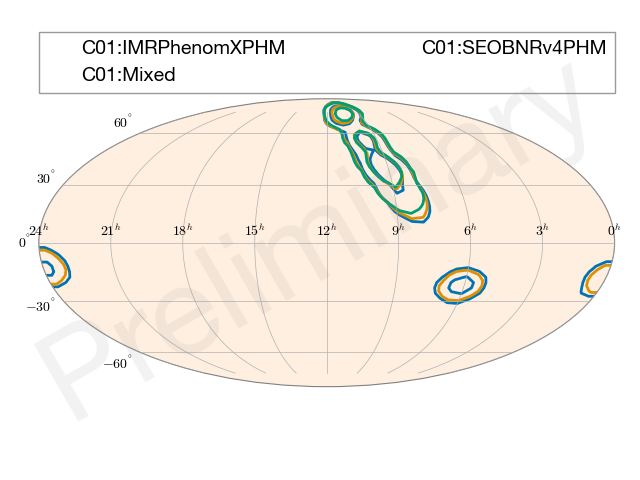 C01:IMRPhenomXPHM C01:SEOBNRv4PHM
C01:Mixed
60°
30°
0° 24h 21h 18h 15h 12h 9h 6h 3h 0h
−30°
−60°
Preliminary